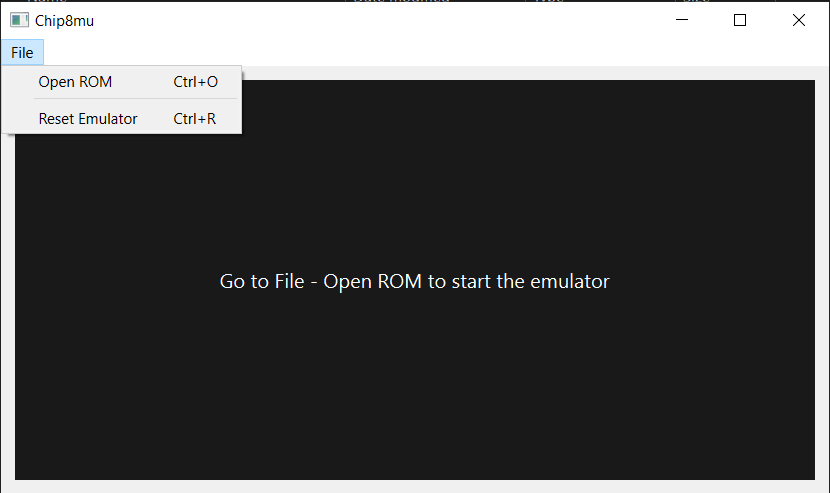 Chip8mu
File
Open ROM Ctrl+O
Reset Emulator Ctrl+R
Go to File - Open ROM to start the emulator